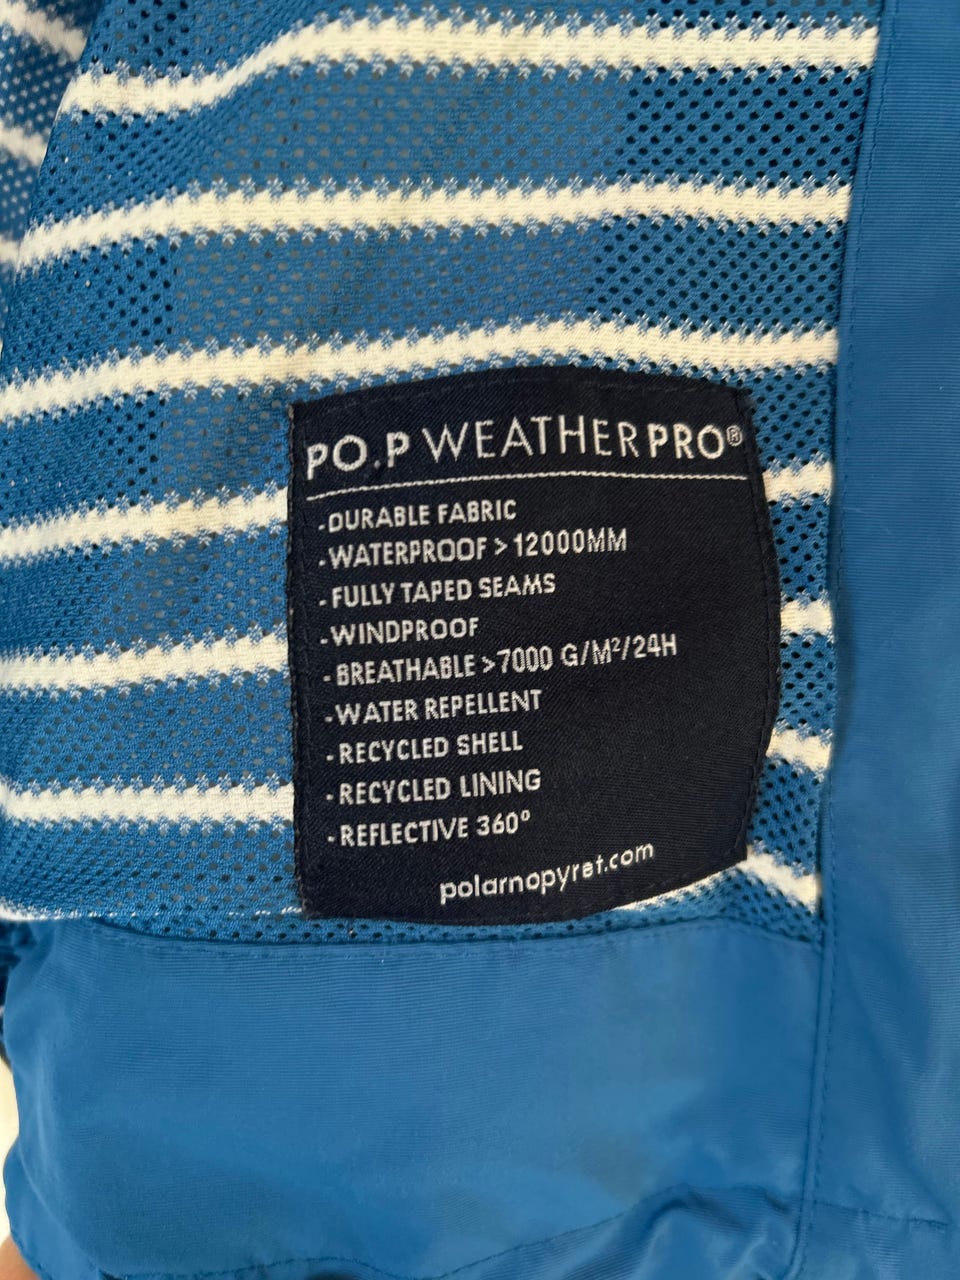 PO.P WEATHERPRO®
-DURABLE FABRIC
-WATERPROOF > 12000MM
-FULLY TAPED SEAMS
-WINDPROOF
-BREATHABLE >7000 G/M²/24H
-WATER REPELLENT
-RECYCLED SHELL
-RECYCLED LINING
-REFLECTIVE 360°
polarnopyret.com